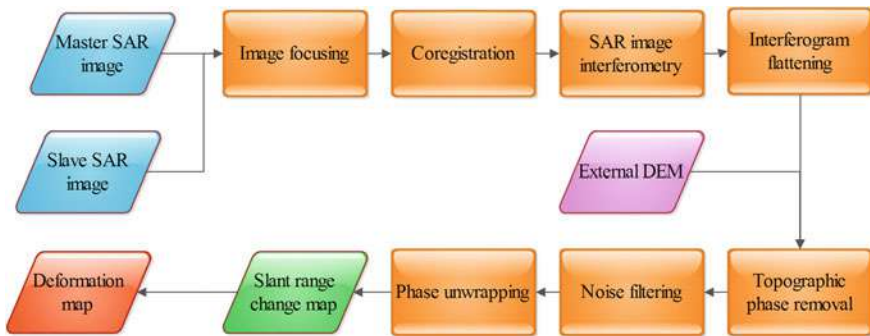 Master SAR
image
Image focusing
Coregistration
SAR image
interferometry
Interferogram
flattening
Slave SAR
image
External DEM
Deformation
map
Slant range
change map
Phase unwrapping
Noise filtering
Topographic
phase removal